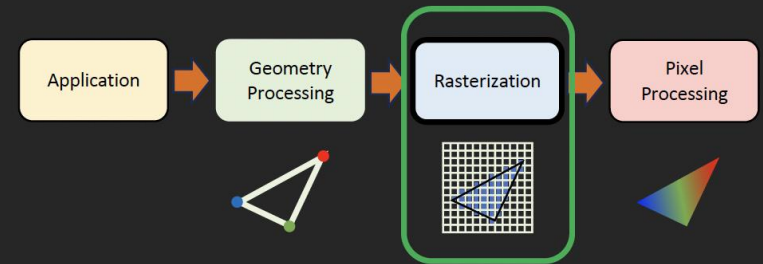 Application
Geometry
Processing
Rasterization
Pixel
Processing